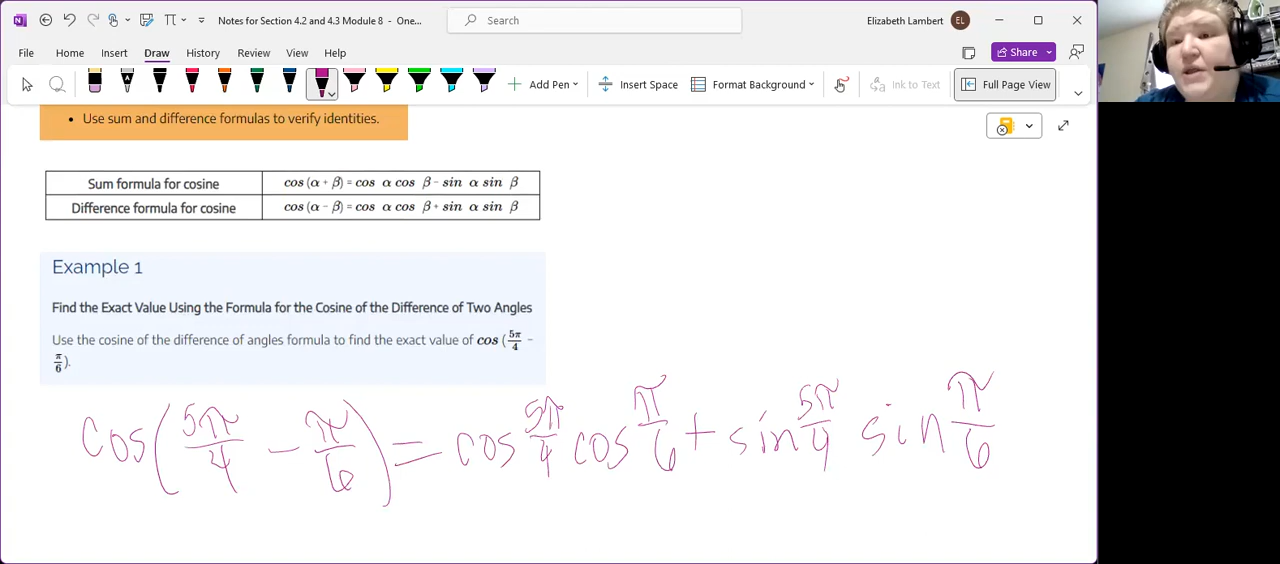 Notes for Section 4.2 and 4.3 Module 8 - One...
Search
Elizabeth Lambert
EL
File Home Insert Draw History Review View Help
Share
Add Pen
Insert Space
Format Background
Ink to Text
Full Page View
• Use sum and difference formulas to verify identities.
Sum formula for cosine cos (α + β) = cos α cos β − sin α sin β
Difference formula for cosine cos (α − β) = cos α cos β + sin α sin β
Example 1
Find the Exact Value Using the Formula for the Cosine of the Difference of Two Angles
Use the cosine of the difference of angles formula to find the exact value of cos (5π/4 −
π/6).
cos(5π/4 − π/6) = cos 5π/4 cos π/6 + sin 5π/4 sin π/6